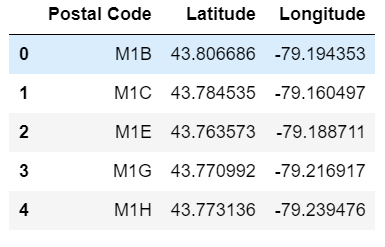 Postal Code Latitude Longitude
0 M1B 43.806686 -79.194353
1 M1C 43.784535 -79.160497
2 M1E 43.763573 -79.188711
3 M1G 43.770992 -79.216917
4 M1H 43.773136 -79.239476